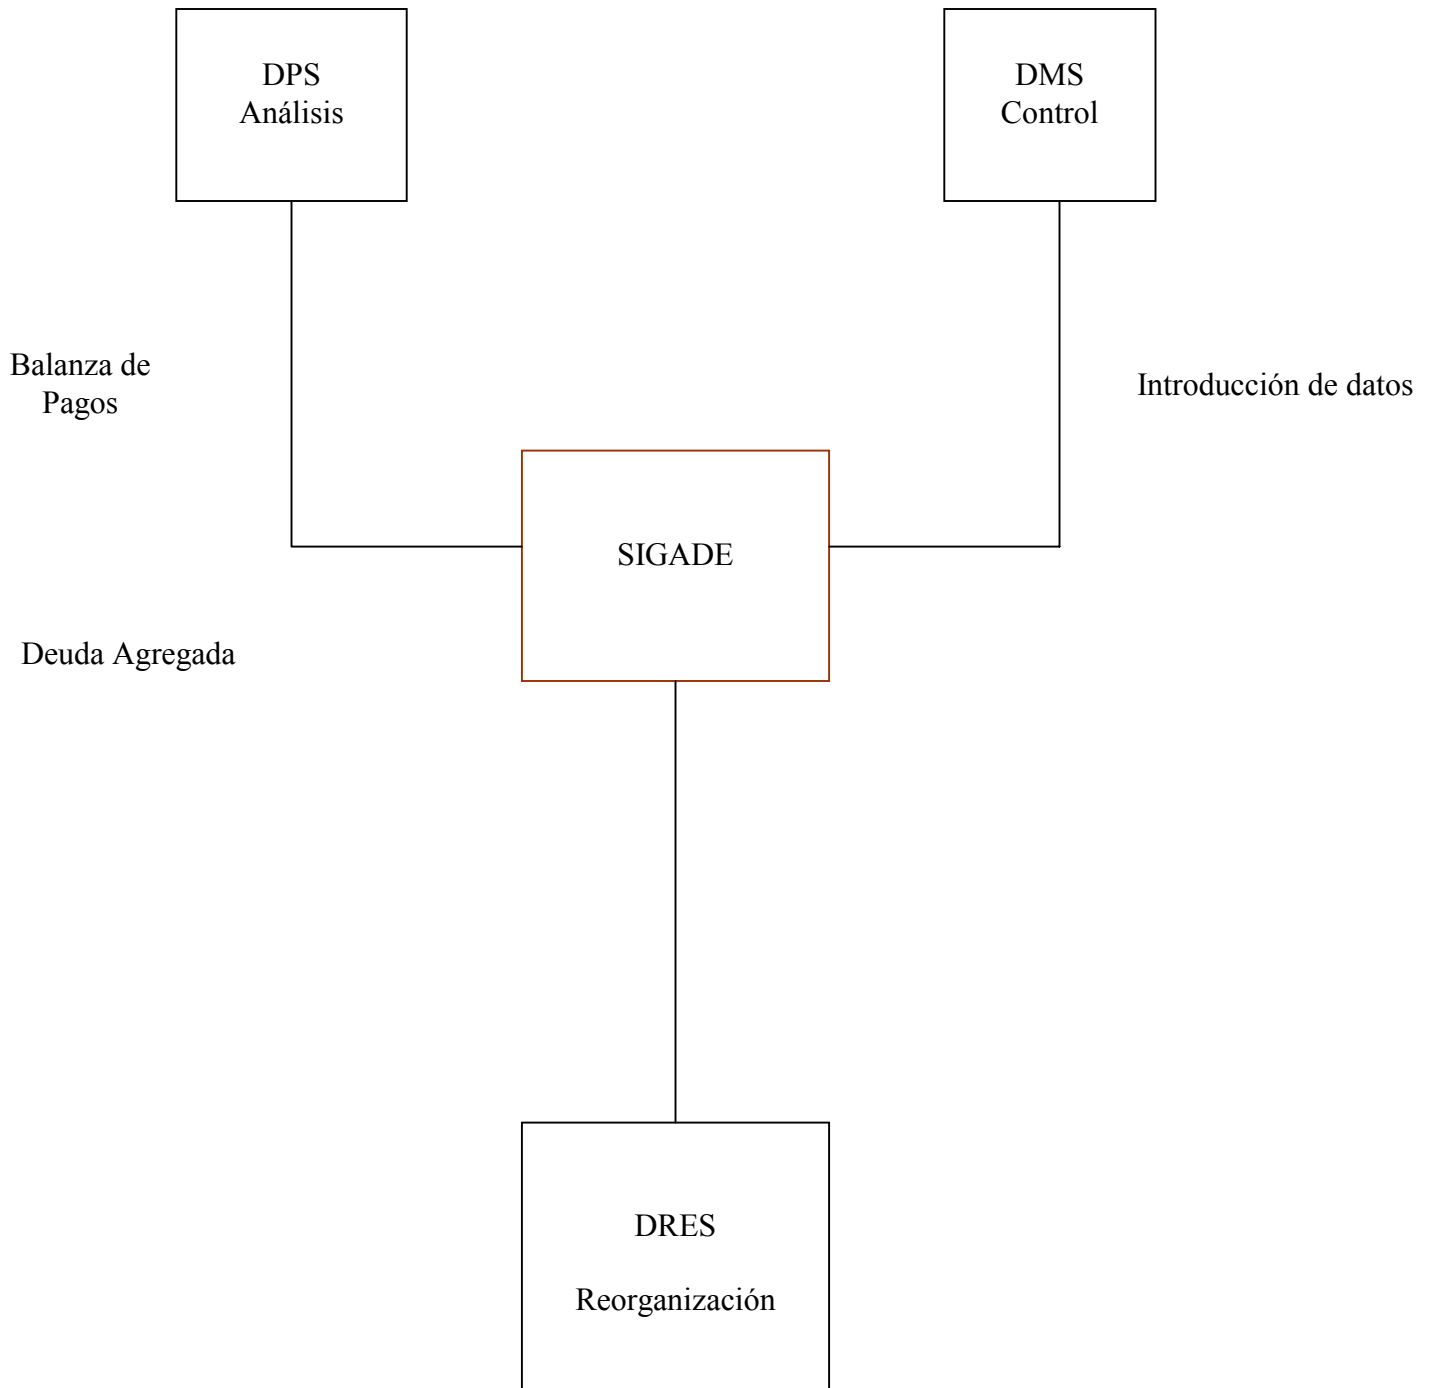 DPS
Análisis
DMS
Control
Balanza de
Pagos
Introducción de datos
SIGADE
Deuda Agregada
DRES
Reorganización